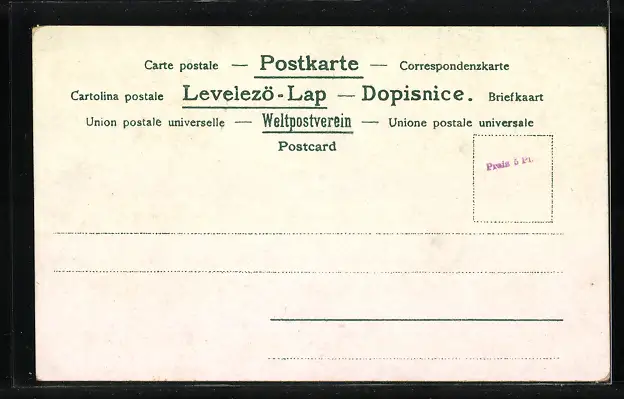 Carte postale — Postkarte — Correspondenzkarte
Cartolina postale Levelezö-Lap — Dopisnice. Briefkaart
Union postale universelle — Weltpostverein — Unione postale universale
Postcard
Preis 5 Pf.